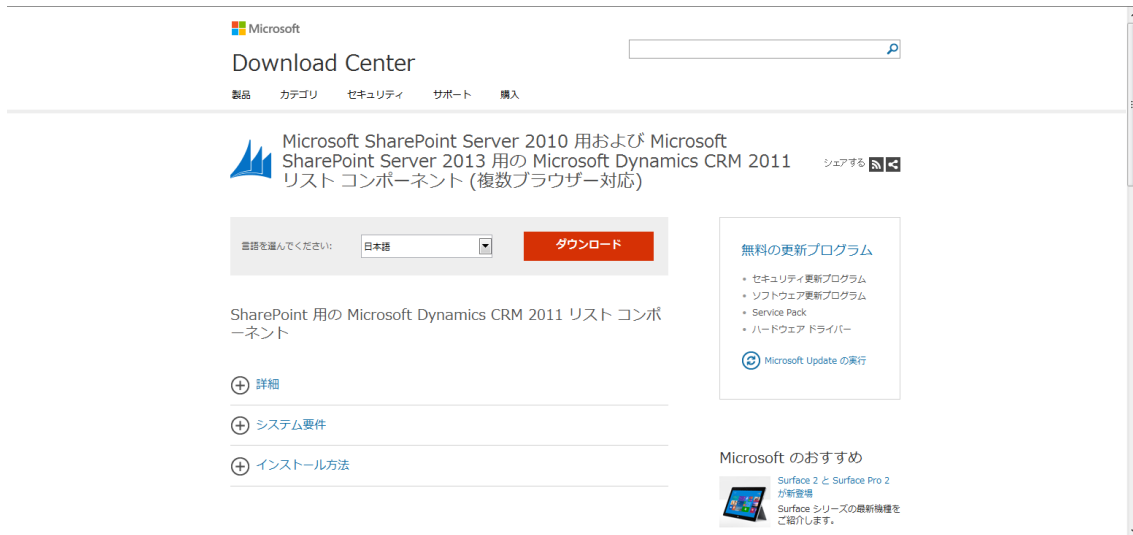 Microsoft
Download Center
製品 カテゴリ セキュリティ サポート 購入
Microsoft SharePoint Server 2010 用および Microsoft
SharePoint Server 2013 用の Microsoft Dynamics CRM 2011
リスト コンポーネント (複数ブラウザー対応)
シェアする
言語を選んでください: 日本語 ダウンロード
SharePoint 用の Microsoft Dynamics CRM 2011 リスト コンポ
ーネント
詳細
システム要件
インストール方法
無料の更新プログラム
セキュリティ更新プログラム
ソフトウェア更新プログラム
Service Pack
ハードウェア ドライバー
Microsoft Update の実行
Microsoft のおすすめ
Surface 2 と Surface Pro 2
が新登場
Surface シリーズの最新機種を
ご紹介します。